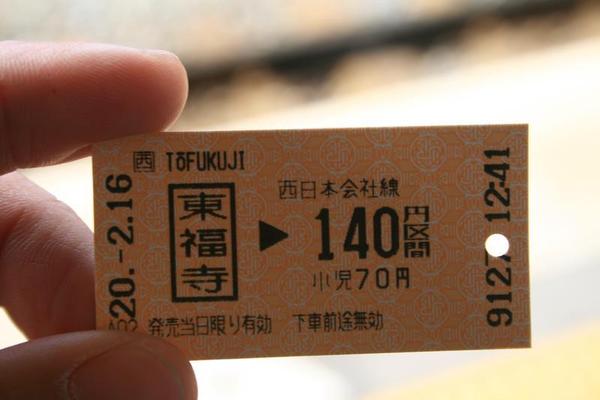 西 TōFUKUJI
西日本会社線
東福寺 ▶ 140円区間
小児70円
発売当日限り有効 下車前途無効
20.-2.16
12:41